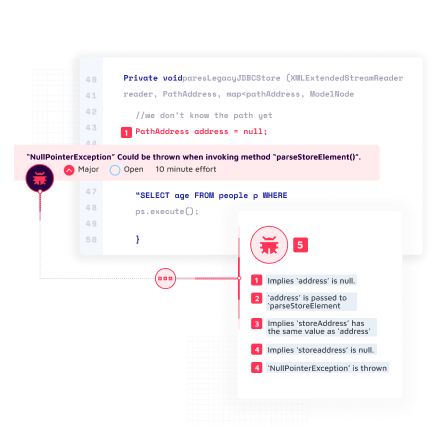 40 Private voidparesLegacyJDBCStore (XWLExtendedStreamReader
41 reader, PathAddress, map<pathAddress, ModelNode
42 //we don't know the path yet
43 1 PathAddress address = null;
"NullPointerException" Could be thrown when invoking method "parseStoreElement()".
Major Open 10 minute effort
47 "SELECT age FROM people p WHERE
48 ps.execute();
49
50 }
5
1 Implies 'address' is null.
2 'address' is passed to
'parseStoreElement
3 Implies 'storeAddress' has
the same value as 'address'
4 Implies 'storeaddress' is null.
4 'NullPointerException' is thrown